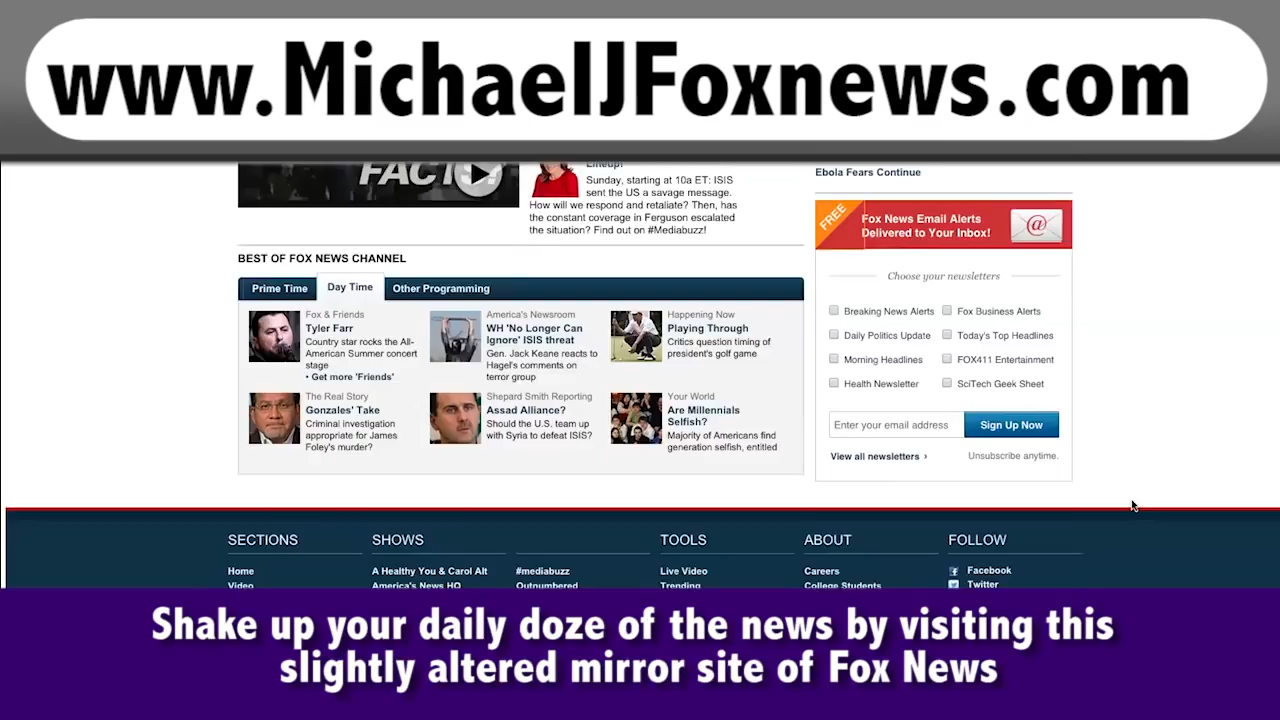 www.MichaelJFoxnews.com
FACTS!
Lineup!
Sunday, starting at 10a ET: ISIS
sent the US a savage message.
How will we respond and retaliate? Then, has
the constant coverage in Ferguson escalated
the situation? Find out on #Mediabuzz!
Ebola Fears Continue
FREE
Fox News Email Alerts
Delivered to Your Inbox!
@
Choose your newsletters
Breaking News Alerts
Fox Business Alerts
Daily Politics Update
Today's Top Headlines
Morning Headlines
FOX411 Entertainment
Health Newsletter
SciTech Geek Sheet
Enter your email address
Sign Up Now
View all newsletters ›
Unsubscribe anytime.
BEST OF FOX NEWS CHANNEL
Prime Time
Day Time
Other Programming
Fox & Friends
Tyler Farr
Country star rocks the All-
American Summer concert
stage
• Get more 'Friends'
America's Newsroom
WH 'No Longer Can
Ignore' ISIS threat
Gen. Jack Keane reacts to
Hagel's comments on
terror group
Happening Now
Playing Through
Critics question timing of
president's golf game
The Real Story
Gonzales' Take
Criminal investigation
appropriate for James
Foley's murder?
Shepard Smith Reporting
Assad Alliance?
Should the U.S. team up
with Syria to defeat ISIS?
Your World
Are Millennials
Selfish?
Majority of Americans find
generation selfish, entitled
SECTIONS
Home
Video
SHOWS
A Healthy You & Carol Alt
America's News HQ
#mediabuzz
Outnumbered
TOOLS
Live Video
Trending
ABOUT
Careers
College Students
FOLLOW
Facebook
Twitter
Shake up your daily doze of the news by visiting this
slightly altered mirror site of Fox News